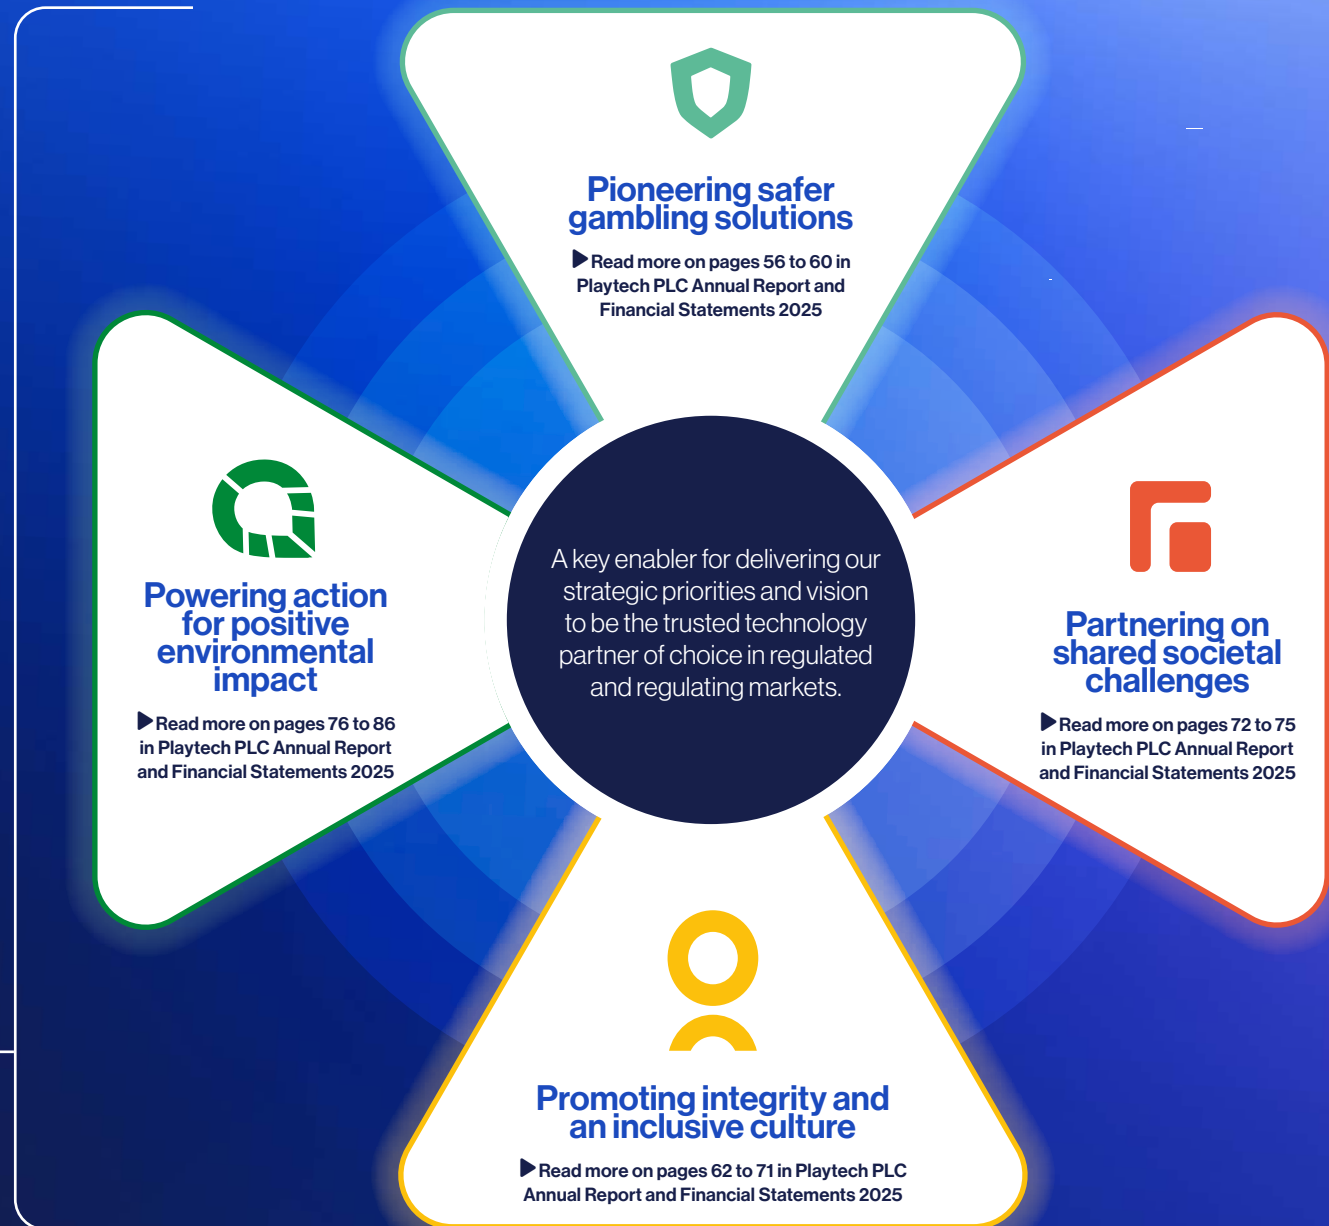 Pioneering safer
gambling solutions
Read more on pages 56 to 60 in
Playtech PLC Annual Report and
Financial Statements 2025
Powering action
for positive
environmental
impact
Read more on pages 76 to 86
in Playtech PLC Annual Report
and Financial Statements 2025
A key enabler for delivering our
strategic priorities and vision
to be the trusted technology
partner of choice in regulated
and regulating markets.
Partnering on
shared societal
challenges
Read more on pages 72 to 75
in Playtech PLC Annual Report
and Financial Statements 2025
Promoting integrity and
an inclusive culture
Read more on pages 62 to 71 in Playtech PLC
Annual Report and Financial Statements 2025